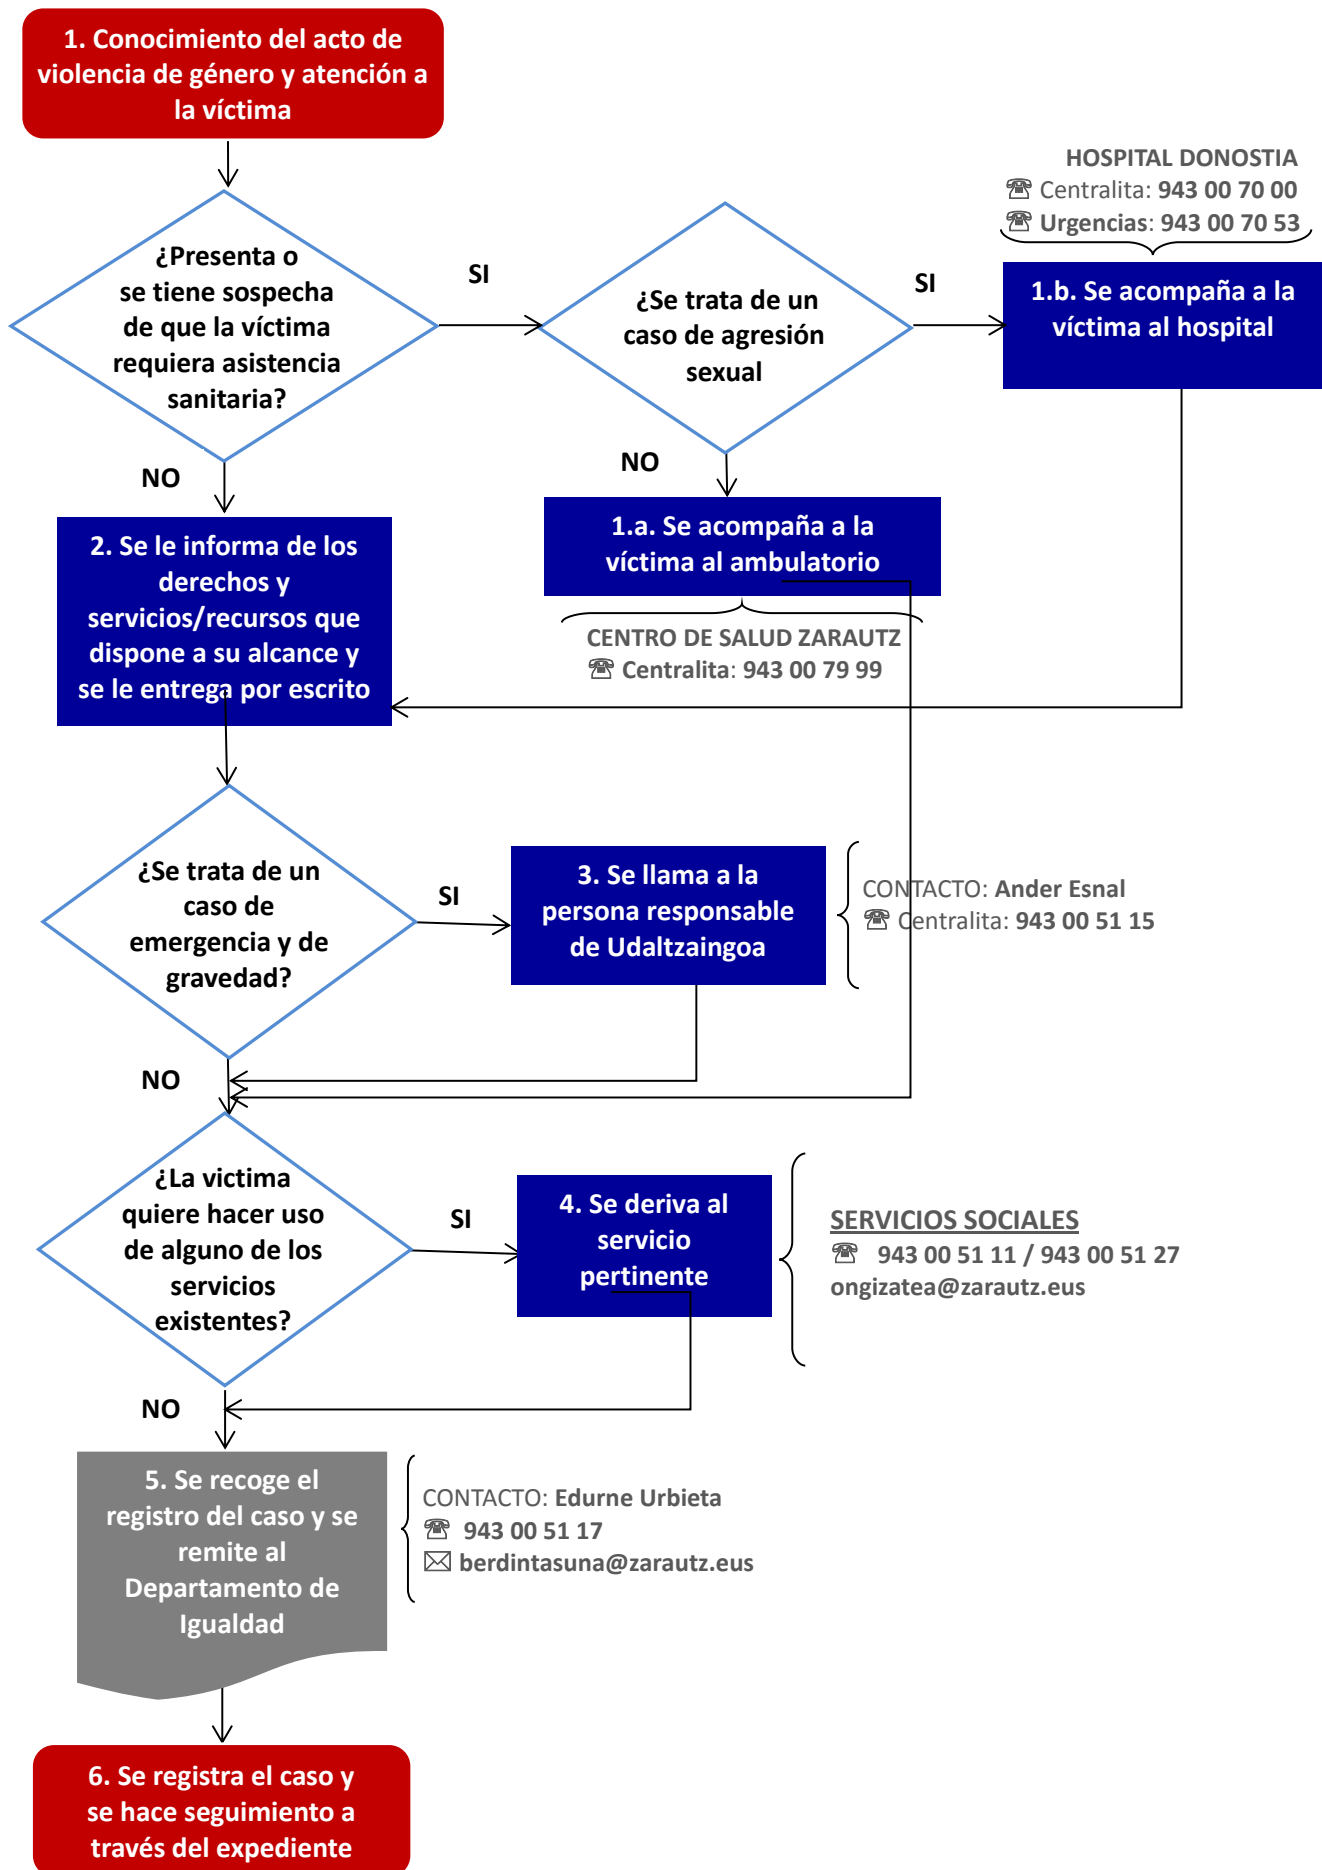 1. Conocimiento del acto de
violencia de género y atención a
la víctima
HOSPITAL DONOSTIA
☎ Centralita: 943 00 70 00
☎ Urgencias: 943 00 70 53
¿Presenta o
se tiene sospecha
de que la víctima
requiera asistencia
sanitaria?
SI
¿Se trata de un
caso de agresión
sexual
SI
1.b. Se acompaña a la
víctima al hospital
NO
NO
2. Se le informa de los
derechos y
servicios/recursos que
dispone a su alcance y
se le entrega por escrito
1.a. Se acompaña a la
víctima al ambulatorio
CENTRO DE SALUD ZARAUTZ
☎ Centralita: 943 00 79 99
¿Se trata de un
caso de
emergencia y de
gravedad?
SI
3. Se llama a la
persona responsable
de Udaltzaingoa
CONTACTO: Ander Esnal
☎ Centralita: 943 00 51 15
NO
¿La victima
quiere hacer uso
de alguno de los
servicios
existentes?
SI
4. Se deriva al
servicio
pertinente
SERVICIOS SOCIALES
☎ 943 00 51 11 / 943 00 51 27
ongizatea@zarautz.eus
NO
5. Se recoge el
registro del caso y se
remite al
Departamento de
Igualdad
CONTACTO: Edurne Urbieta
☎ 943 00 51 17
✉ berdintasuna@zarautz.eus
6. Se registra el caso y
se hace seguimiento a
través del expediente